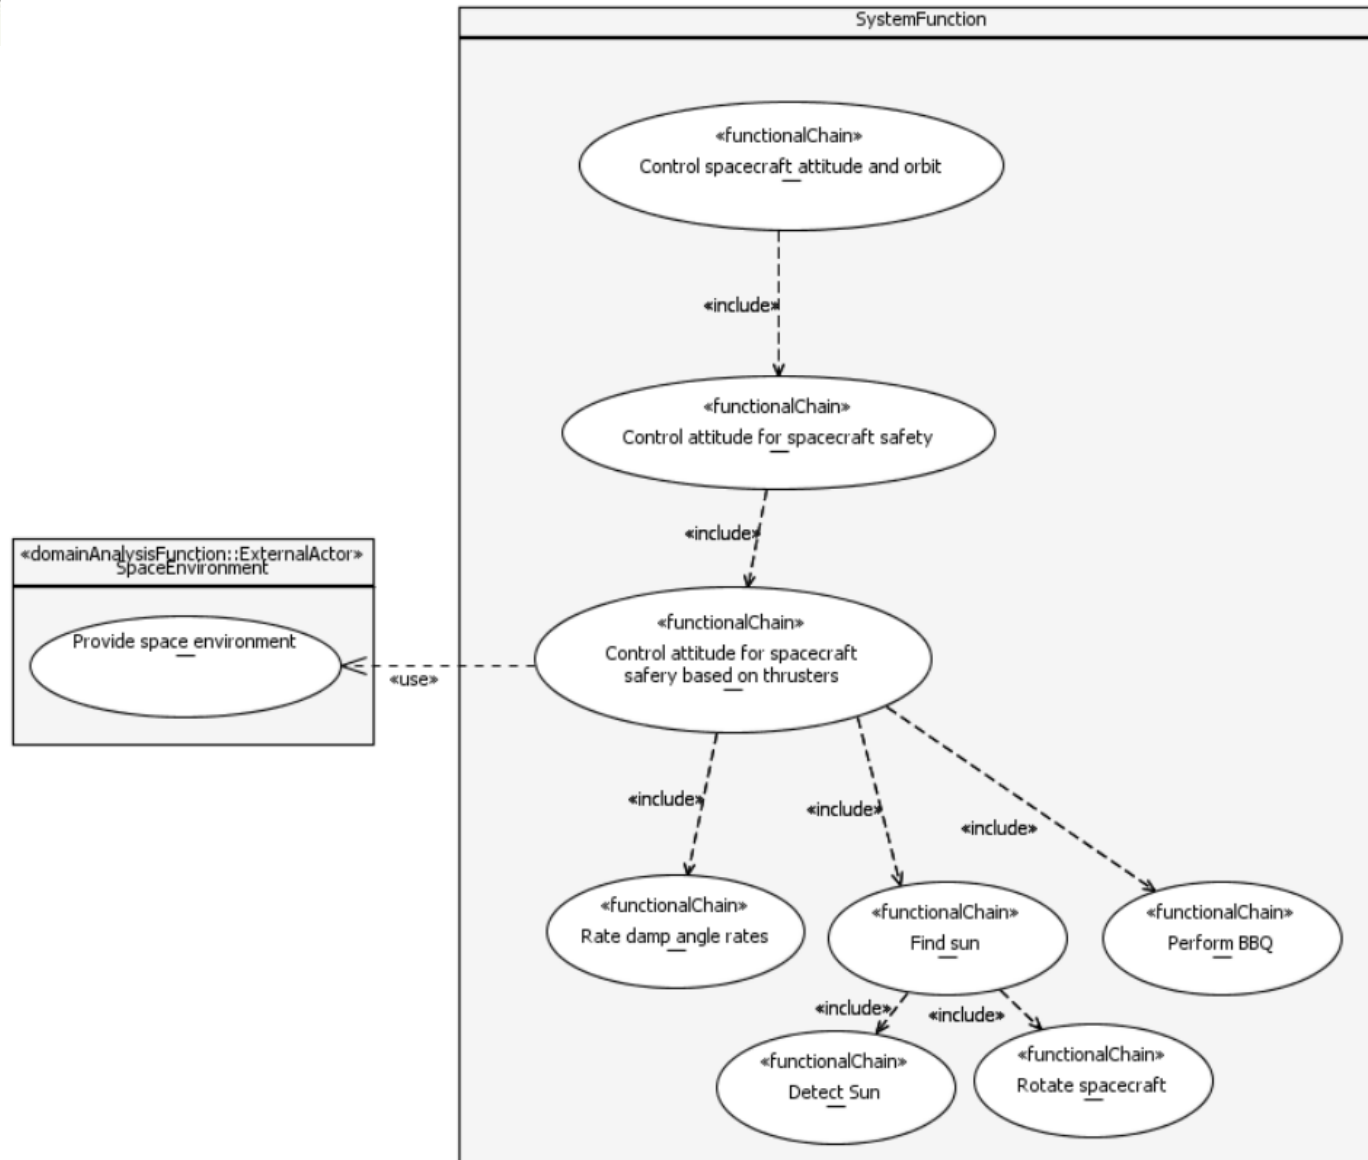 SystemFunction
«functionalChain»
Control spacecraft attitude and orbit
«include»
«functionalChain»
Control attitude for spacecraft safety
«include»
«domainAnalysisFunction::ExternalActor»
SpaceEnvironment
Provide space environment
«use»
«functionalChain»
Control attitude for spacecraft
safery based on thrusters
«include»
«include»
«include»
«functionalChain»
Rate damp angle rates
«functionalChain»
Find sun
«functionalChain»
Perform BBQ
«include»
«include»
«functionalChain»
Detect Sun
«functionalChain»
Rotate spacecraft